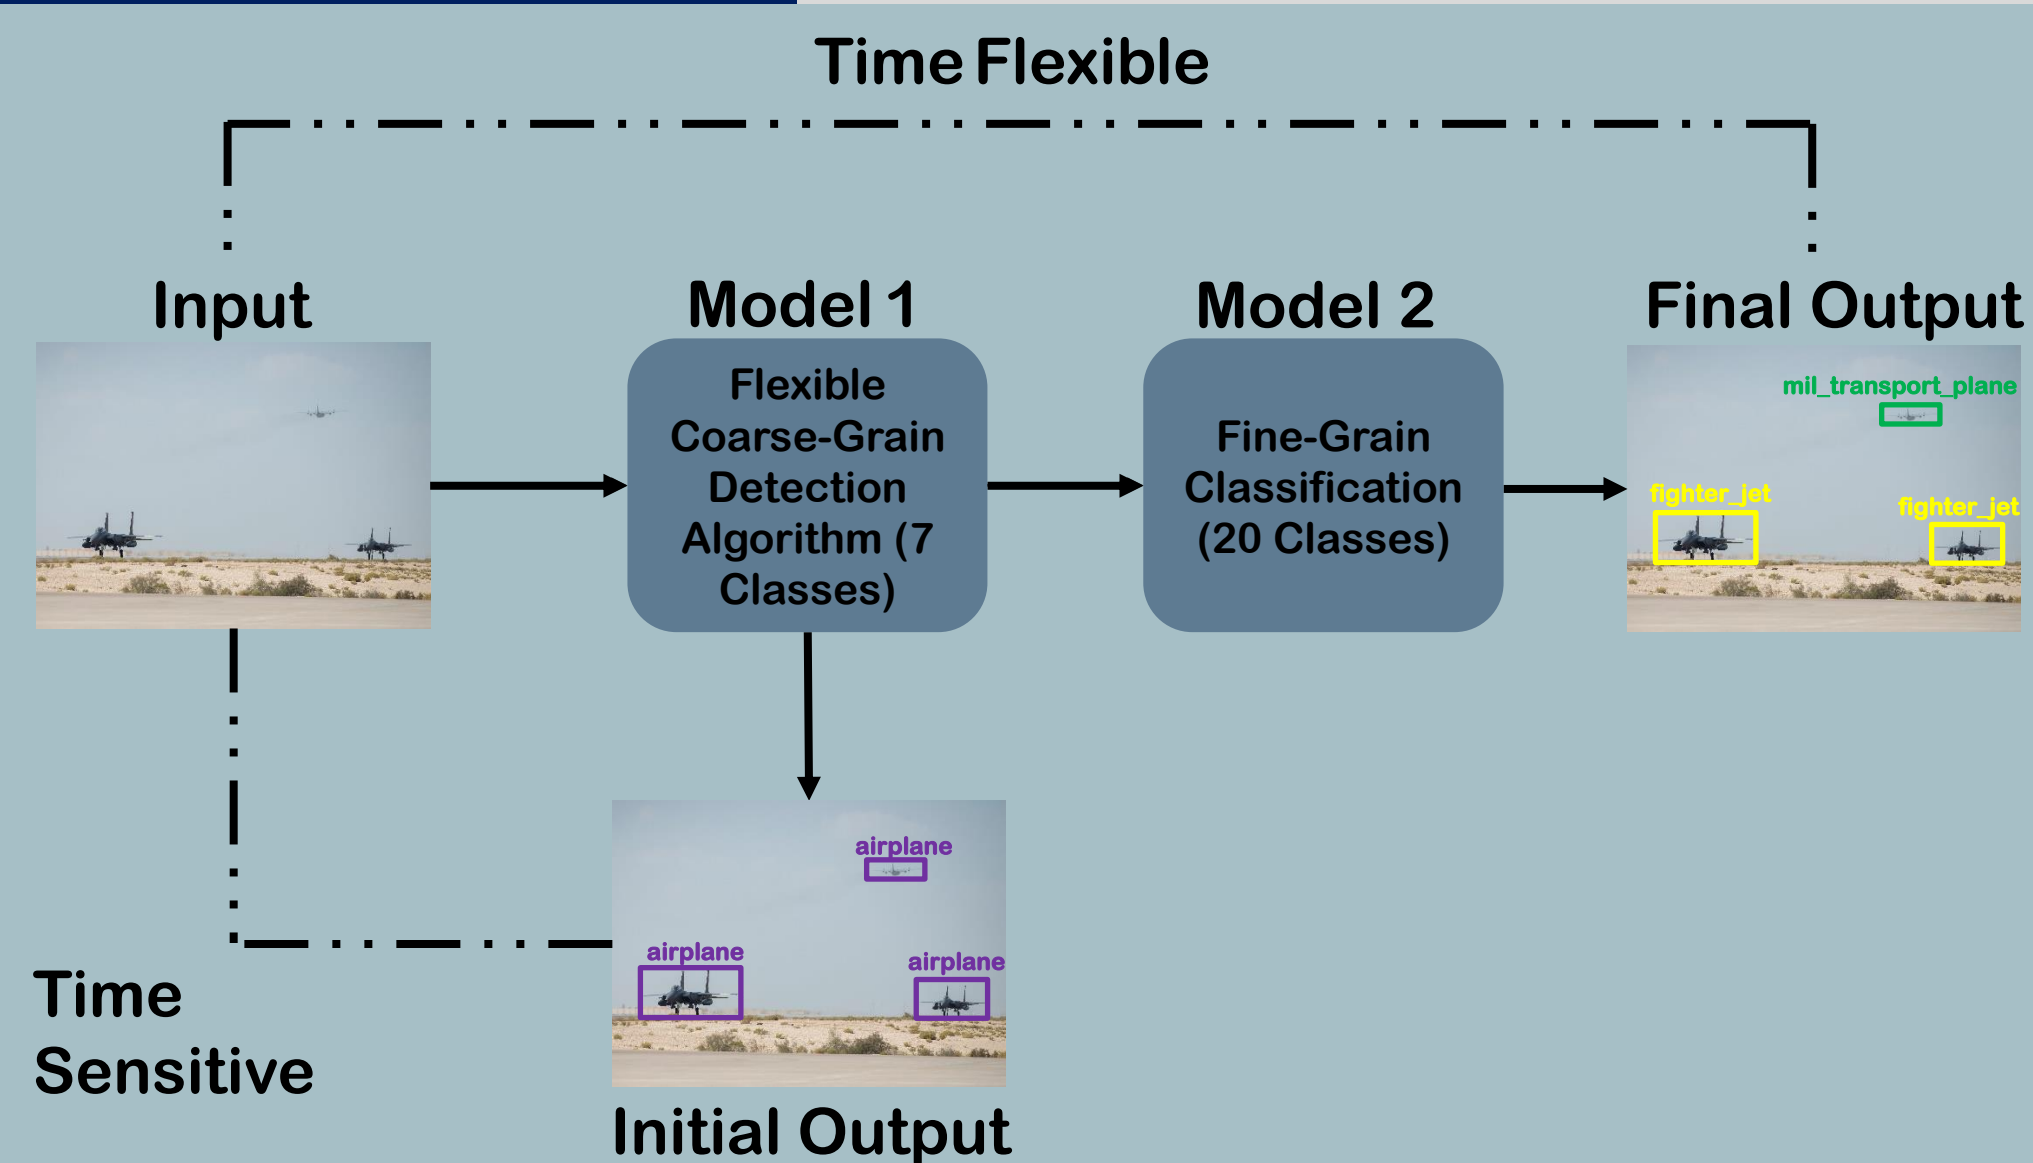 Time Flexible
Input
Model 1
Model 2
Final Output
Flexible
Coarse-Grain
Detection
Algorithm (7
Classes)
Fine-Grain
Classification
(20 Classes)
mil_transport_plane
fighter_jet
fighter_jet
airplane
airplane
airplane
Time
Sensitive
Initial Output